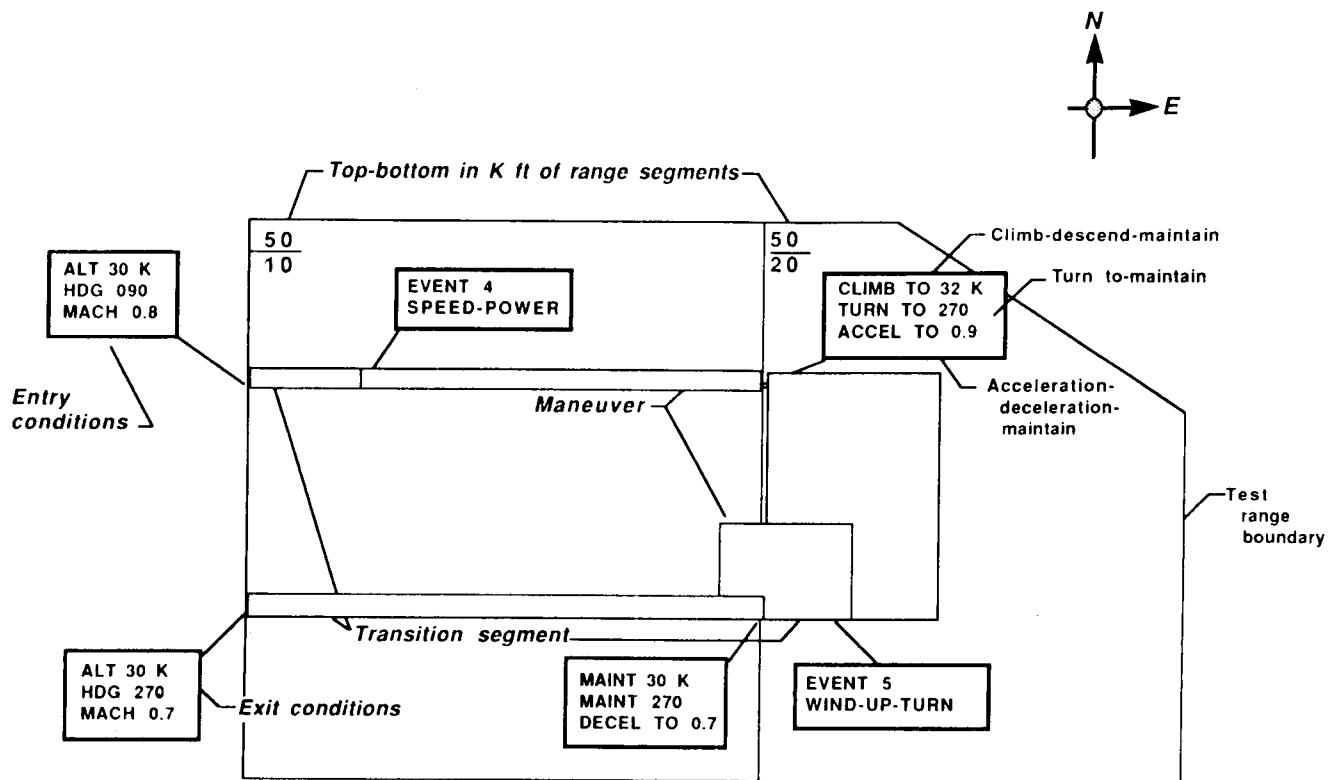 N
E
Top-bottom in K ft of range segments
50
10
50
20
Climb-descend-maintain
ALT 30 K
HDG 090
MACH 0.8
EVENT 4
SPEED-POWER
CLIMB TO 32 K
TURN TO 270
ACCEL TO 0.9
Turn to-maintain
Entry
conditions
Maneuver
Acceleration-
deceleration-
maintain
Test
range
boundary
Transition segment
ALT 30 K
HDG 270
MACH 0.7
Exit conditions
MAINT 30 K
MAINT 270
DECEL TO 0.7
EVENT 5
WIND-UP-TURN